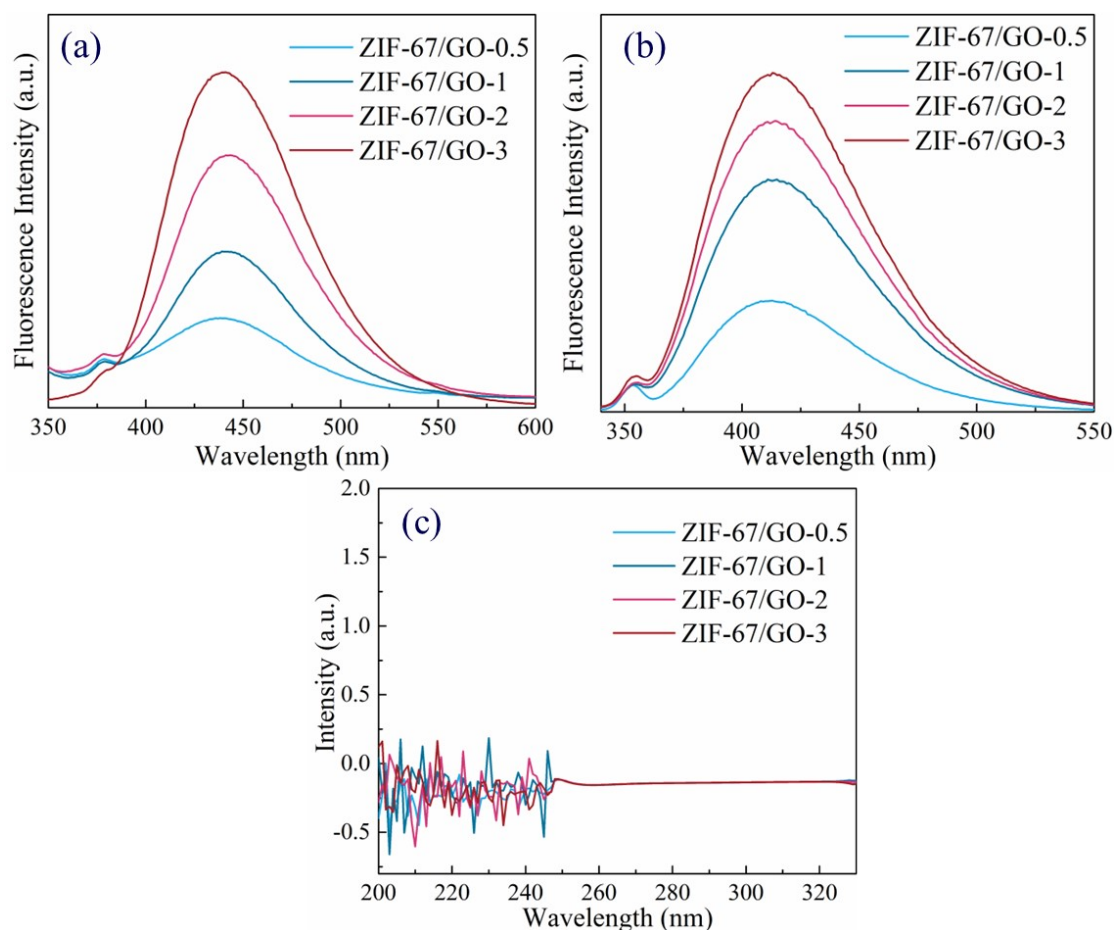 (a)
ZIF-67/GO-0.5
ZIF-67/GO-1
ZIF-67/GO-2
ZIF-67/GO-3
Fluorescence Intensity (a.u.)
350 400 450 500 550 600
Wavelength (nm)
(b)
ZIF-67/GO-0.5
ZIF-67/GO-1
ZIF-67/GO-2
ZIF-67/GO-3
Fluorescence Intensity (a.u.)
350 400 450 500 550
Wavelength (nm)
(c)
ZIF-67/GO-0.5
ZIF-67/GO-1
ZIF-67/GO-2
ZIF-67/GO-3
Intensity (a.u.)
2.0
1.5
1.0
0.5
0.0
-0.5
200 220 240 260 280 300 320
Wavelength (nm)